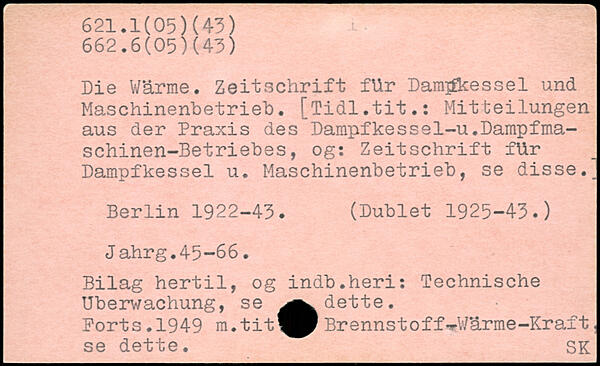 621.1(05)(43)
662.6(05)(43)
Die Wärme. Zeitschrift für Dampfkessel und
Maschinenbetrieb. [Tidl.tit.: Mitteilungen
aus der Praxis des Dampfkessel-u.Dampfma-
schinen-Betriebes, og: Zeitschrift für
Dampfkessel u. Maschinenbetrieb, se disse.]
Berlin 1922-43. (Dublet 1925-43.)
Jahrg.45-66.
Bilag hertil, og indb.heri: Technische
Uberwachung, se dette.
Forts.1949 m.tit Brennstoff-Wärme-Kraft,
se dette. SK